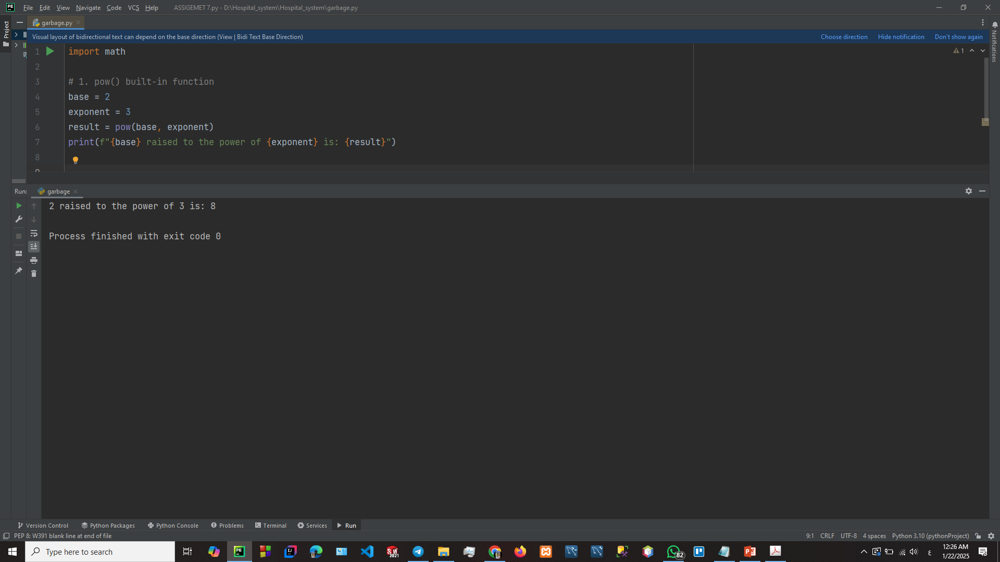 File Edit View Navigate Code VCS Help ASSIGEMET 7.py - D:\Hospital_system\Hospital_system\garbage.py
Project
garbage.py
Visual layout of bidirectional text can depend on the base direction (View | Bidi Text Base Direction) Choose direction Hide notification Don't show again
Notifications
1 import math
1
2
3 # 1. pow() built-in function
4 base = 2
5 exponent = 3
6 result = pow(base, exponent)
7 print(f"{base} raised to the power of {exponent} is: {result}")
8
Run: garbage
2 raised to the power of 3 is: 8
Process finished with exit code 0
Version Control Python Packages Python Console Problems Terminal Services Run
PEP 8: W391 blank line at end of file 9:1 CRLF UTF-8 4 spaces Python 3.10 (pythonProject)
Type here to search
PE
SW
2021
82
ع
12:26 AM
1/22/2025